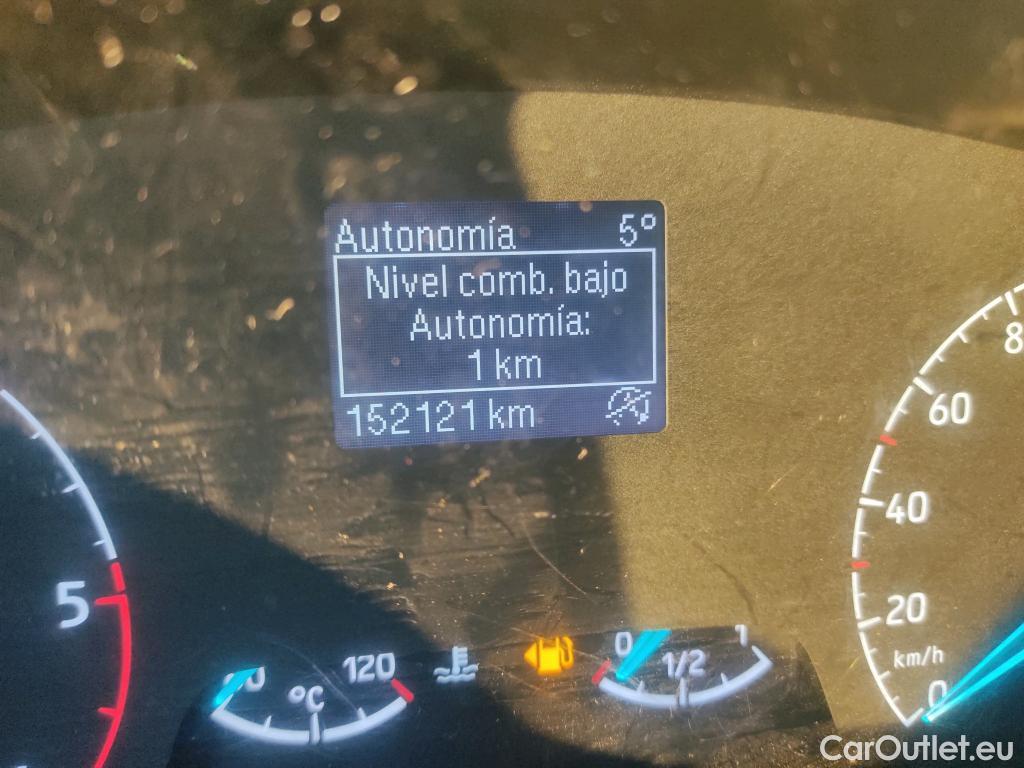 Autonomía 5°
Nivel comb. bajo
Autonomía:
1 km
152121 km
8
60
40
20
km/h
0
5
120
°C
0
1/2
1
CarOutlet.eu